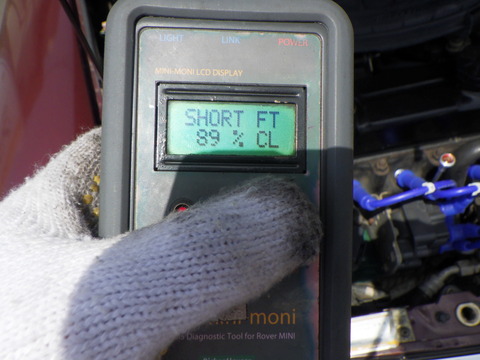 LIGHT LINK POWER
MINI-MONI LCD DISPLAY
SHORT FT
89 % CL
moni
Diagnostic Tool for Rover MINI